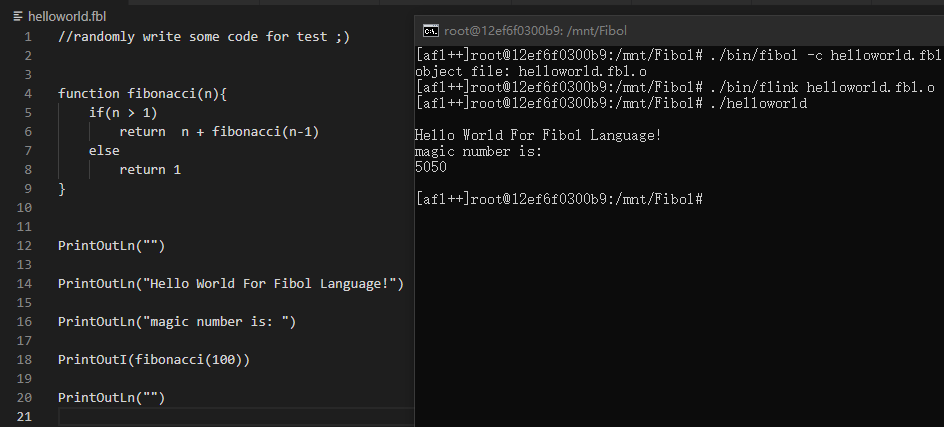 helloworld.fbl
1 //randomly write some code for test ;)
2
3
4 function fibonacci(n){
5 if(n > 1)
6 return  n + fibonacci(n-1)
7 else
8 return 1
9 }
10
11
12 PrintOutLn("")
13
14 PrintOutLn("Hello World For Fibol Language!")
15
16 PrintOutLn("magic number is: ")
17
18 PrintOutI(fibonacci(100))
19
20 PrintOutLn("")
21
root@12ef6f0300b9: /mnt/Fibol
[afl++]root@12ef6f0300b9:/mnt/Fibol# ./bin/fibol -c helloworld.fbl
object file: helloworld.fbl.o
[afl++]root@12ef6f0300b9:/mnt/Fibol# ./bin/flink helloworld.fbl.o
[afl++]root@12ef6f0300b9:/mnt/Fibol# ./helloworld
Hello World For Fibol Language!
magic number is:
5050
[afl++]root@12ef6f0300b9:/mnt/Fibol#